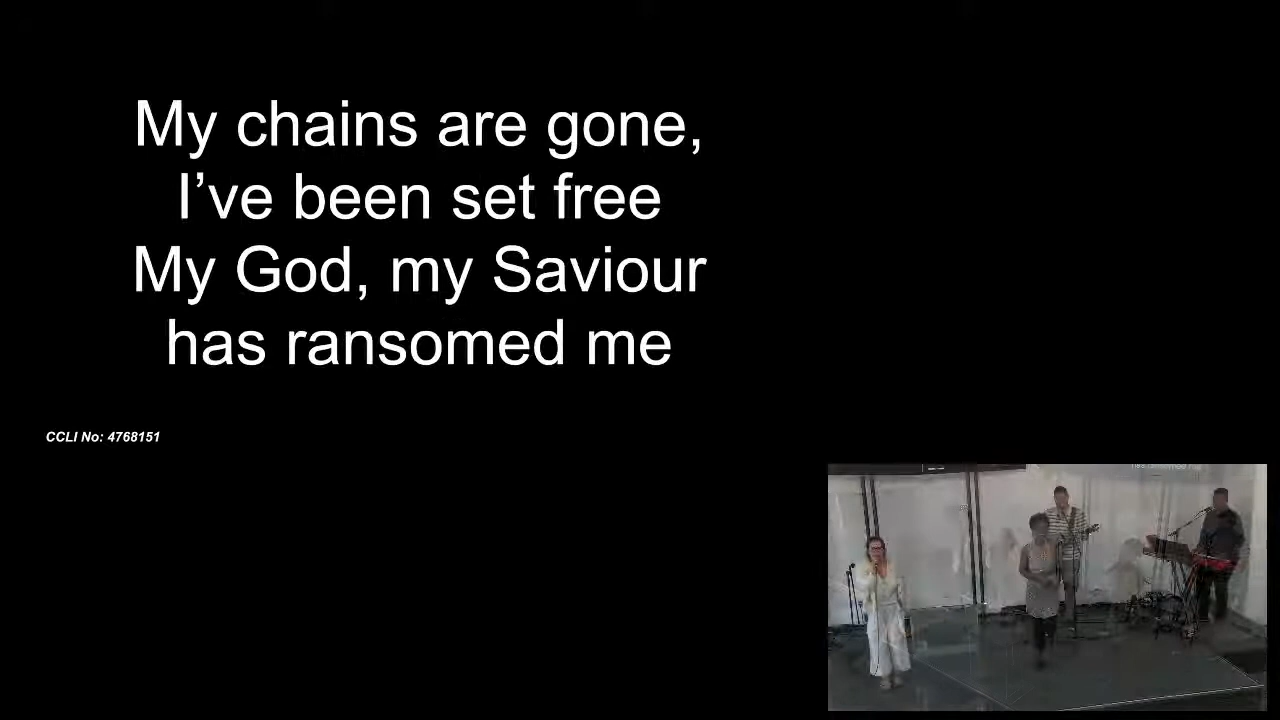 My chains are gone,
I’ve been set free
My God, my Saviour
has ransomed me
CCLI No: 4768151